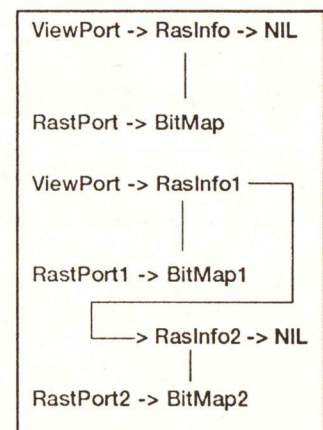 ViewPort -> RasInfo -> NIL
RastPort -> BitMap
ViewPort -> RasInfo1
RastPort1 -> BitMap1
> RasInfo2 -> NIL
RastPort2 -> BitMap2